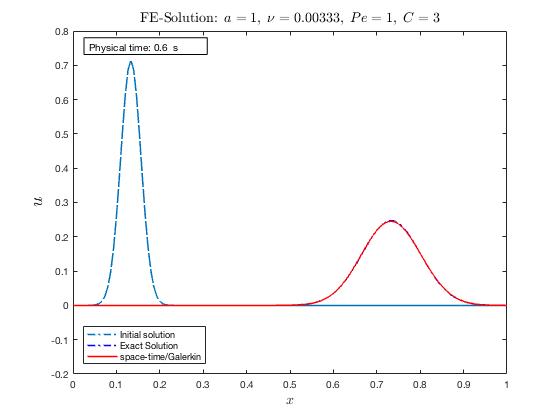 FE-Solution: a = 1, ν = 0.00333, Pe = 1, C = 3
Physical time: 0.6 s
0.8
0.7
0.6
0.5
0.4
0.3
0.2
0.1
0
-0.1
-0.2
u
Initial solution
Exact Solution
space-time/Galerkin
0 0.1 0.2 0.3 0.4 0.5 0.6 0.7 0.8 0.9 1
x